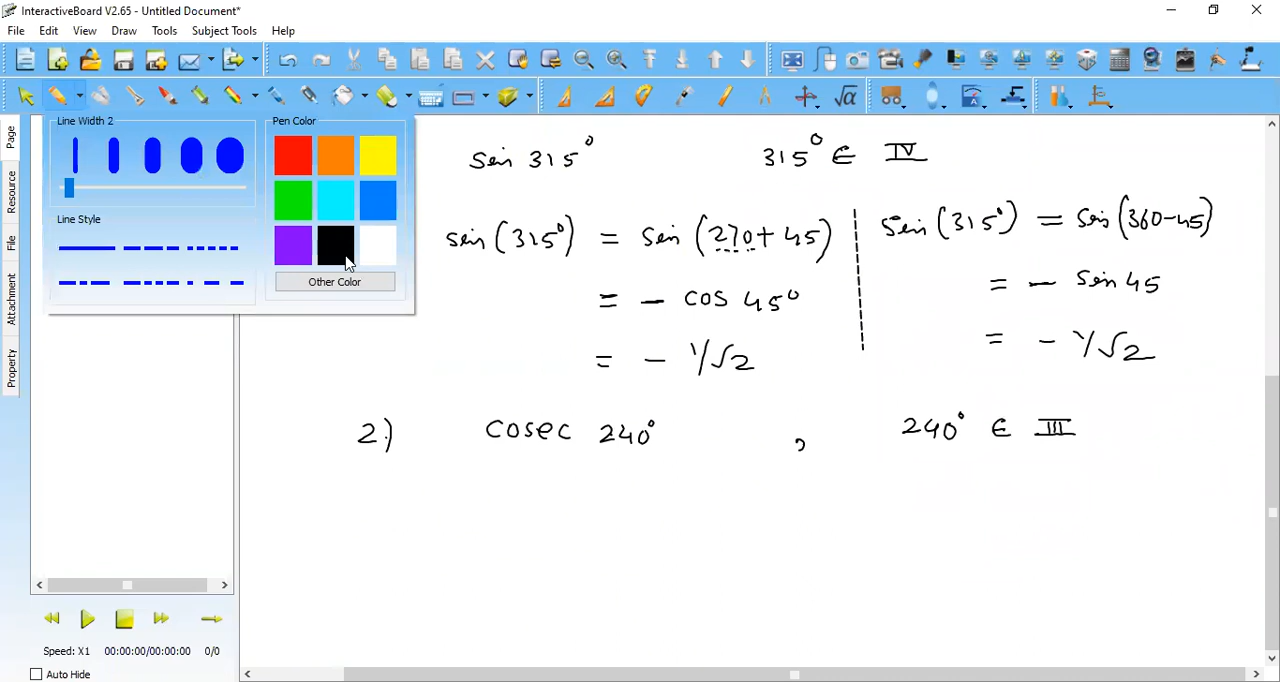 InteractiveBoard V2.65 - Untitled Document*
File Edit View Draw Tools Subject Tools Help
Page
Resource
File
Attachment
Property
Line Width 2
Pen Color
Line Style
Other Color
sin 315° 315° ∈ IV
sin (315°) = sin (270+ 45) sin (315°) = sin (360-45)
= - cos 45° = - sin 45
= - 1/√2 = - 1/√2
2) cosec 240° , 240° ∈ III
Speed: X1 00:00:00/00:00:00 0/0
Auto Hide